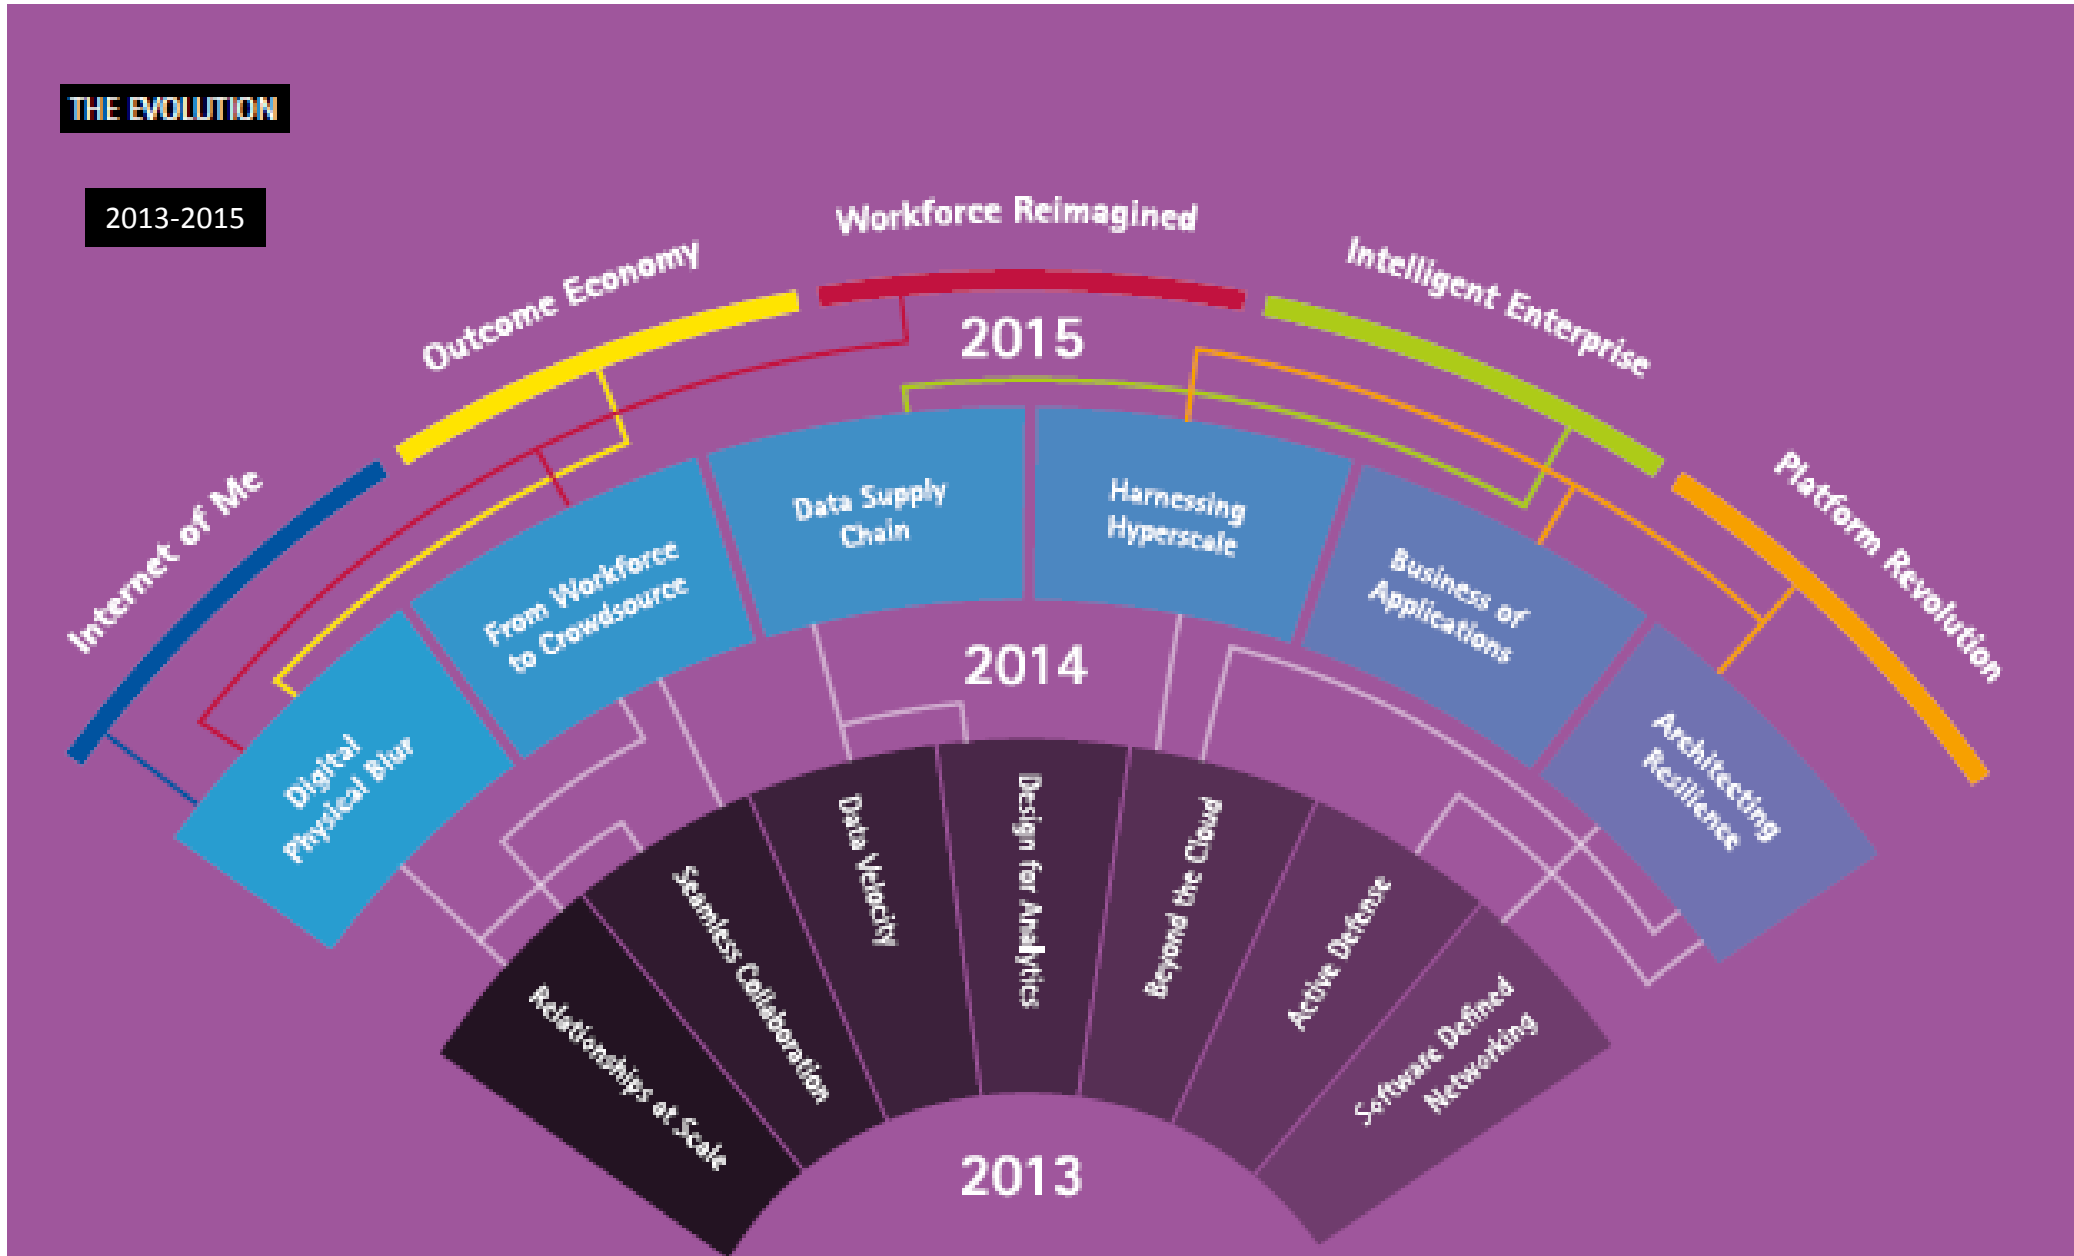 THE EVOLUTION
2013-2015
Internet of Me
Outcome Economy
Workforce Reimagined
Intelligent Enterprise
Platform Revolution
2015
Digital
Physical Blur
From Workforce
to Crowdsource
Data Supply
Chain
Harnessing
Hyperscale
Business of
Applications
Architecting
Resilience
2014
Relationships at Scale
Seamless Collaboration
Data Velocity
Design for Analytics
Beyond the Cloud
Active Defense
Software Defined
Networking
2013